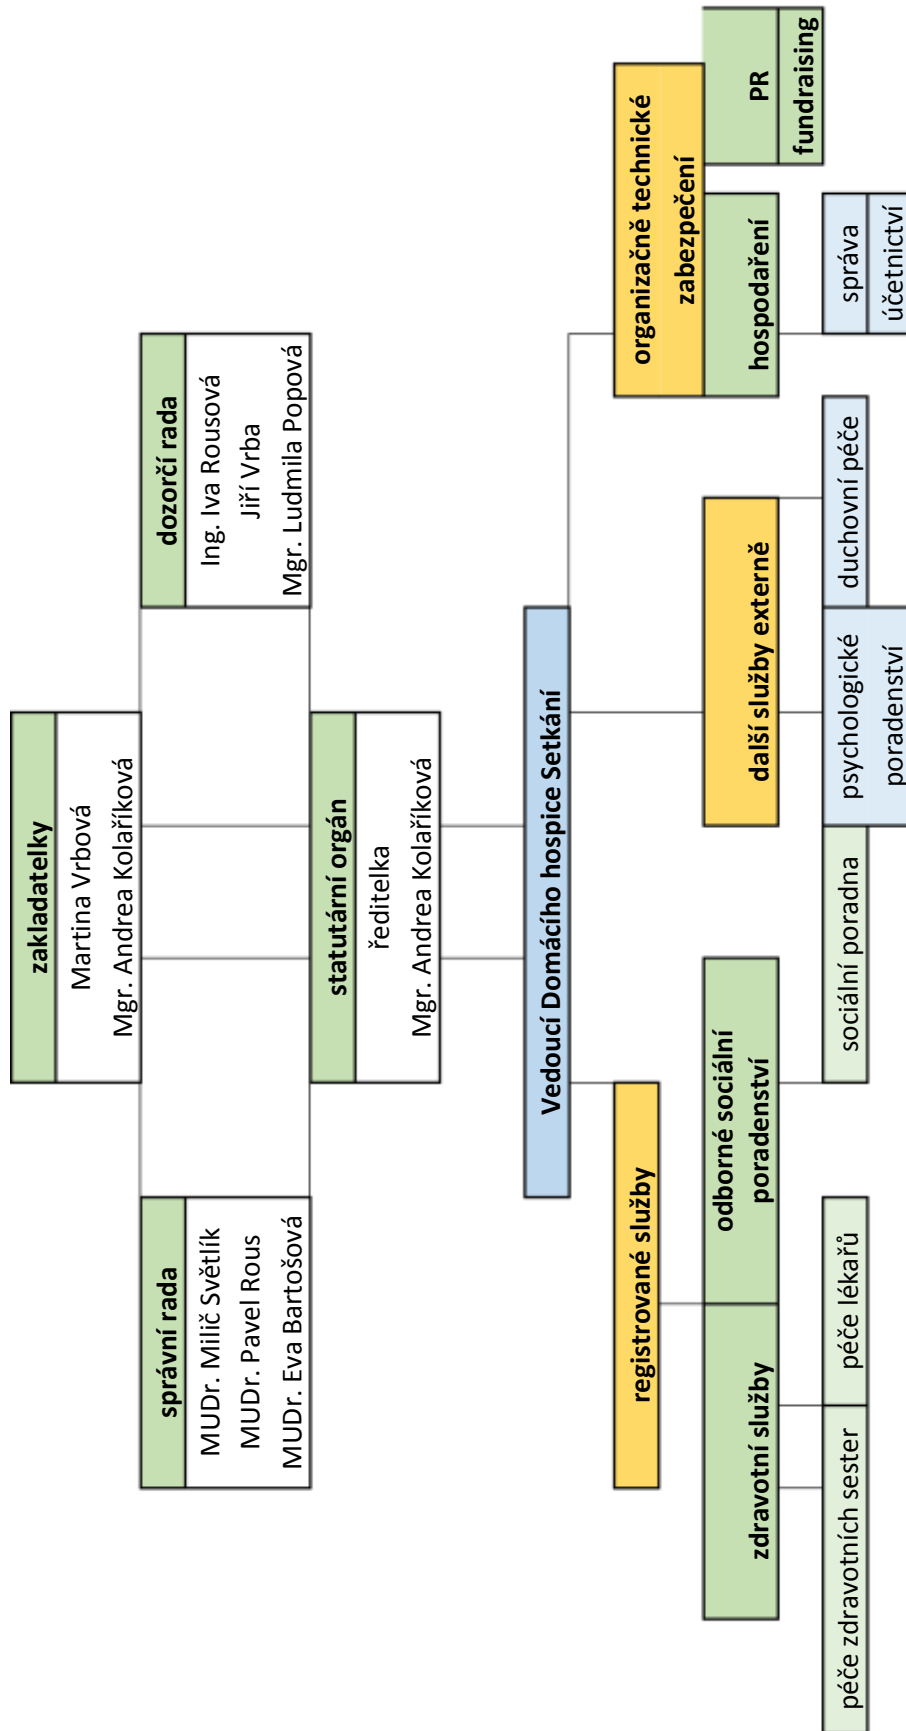 zakladatelky
Martina Vrbová
Mgr. Andrea Kolaříková
správní rada
MUDr. Milič Světlík
MUDr. Pavel Rous
MUDr. Eva Bartošová
dozorčí rada
Ing. Iva Rousová
Jiří Vrba
Mgr. Ludmila Popová
statutární orgán
ředitelka
Mgr. Andrea Kolaříková
Vedoucí Domácího hospice Setkání
registrované služby
organizačně technické
zabezpečení
zdravotní služby
odborné sociální
poradenství
další služby externě
hospodaření
PR
fundraising
péče zdravotních sester
péče lékařů
sociální poradna
psychologické
poradenství
duchovní péče
správa
účetnictví